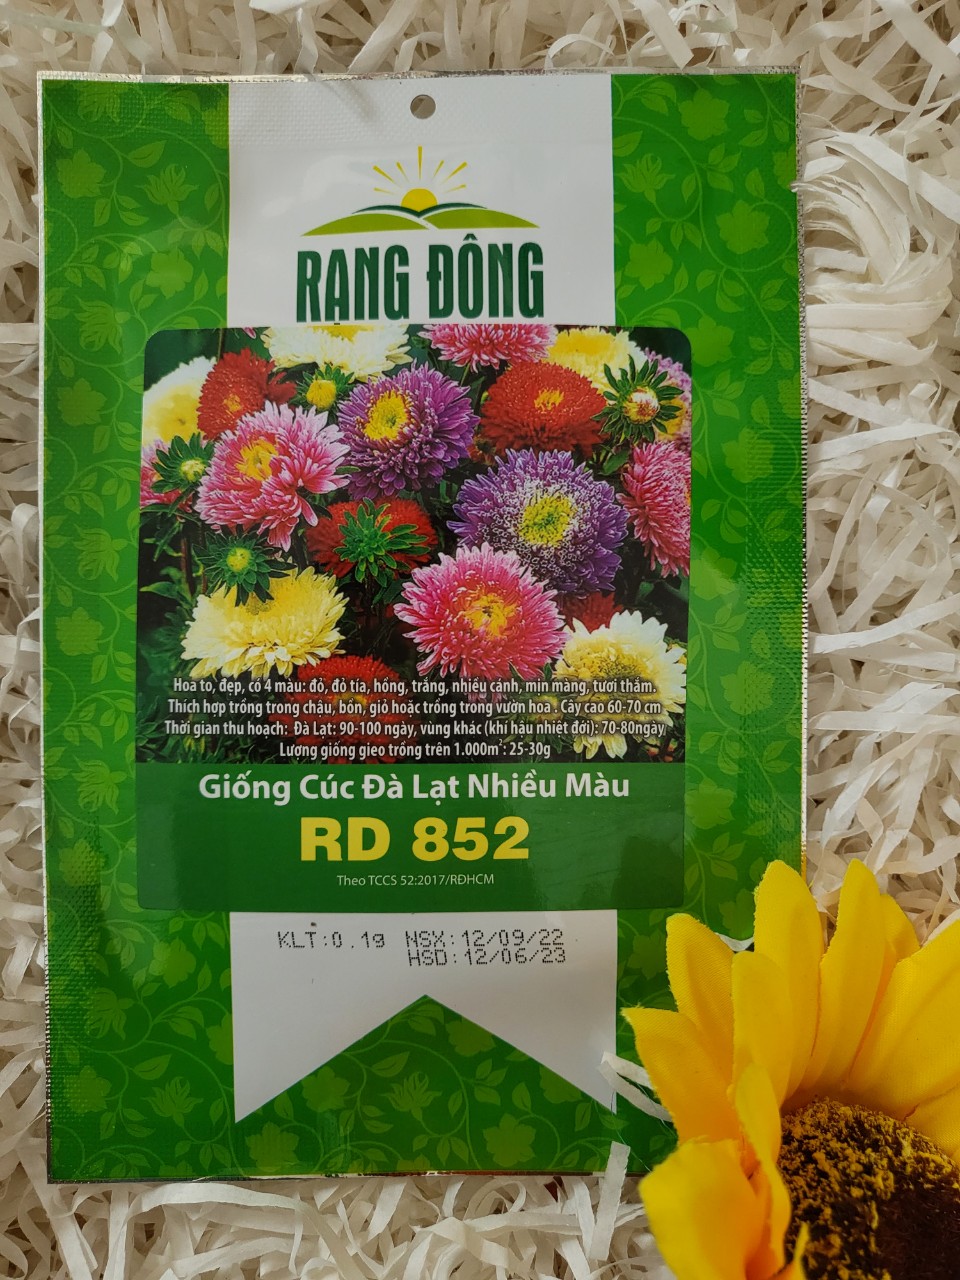 RẠNG ĐÔNG
Hoa to, đẹp, có 4 màu: đỏ, đỏ tía, hồng, trắng, nhiều cánh, mịn màng, tươi thắm.
Thích hợp trồng trong chậu, bồn, giỏ hoặc trồng trong vườn hoa . Cây cao 60-70 cm
Thời gian thu hoạch: Đà Lạt: 90-100 ngày, vùng khác (khí hậu nhiệt đới): 70-80ngày
Lượng giống gieo trồng trên 1.000m²: 25-30g
Giống Cúc Đà Lạt Nhiều Màu
RD 852
Theo TCCS 52:2017/RĐHCM
KLT:0.1g NSX:12/09/22
HSD:12/06/23